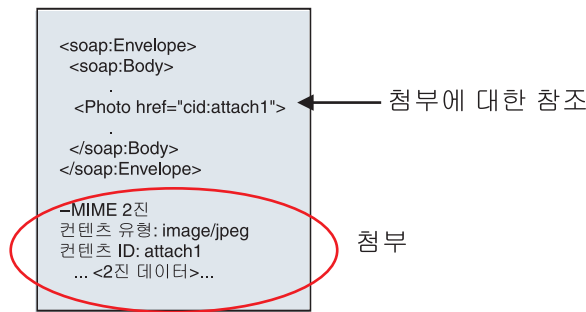 <soap:Envelope>
<soap:Body>
.
<Photo href="cid:attach1">
첨부에 대한 참조
.
</soap:Body>
</soap:Envelope>
–MIME 2진
컨텐츠 유형: image/jpeg
컨텐츠 ID: attach1
... <2진 데이터>...
첨부